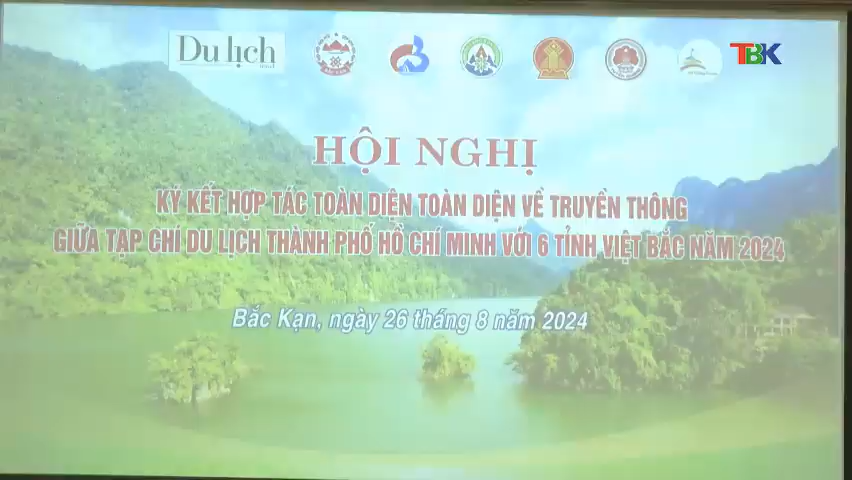 Du lịch
TBK
HỘI NGHỊ
KÝ KẾT HỢP TÁC TOÀN DIỆN TOÀN DIỆN VỀ TRUYỀN THÔNG
GIỮA TẠP CHÍ DU LỊCH THÀNH PHỐ HỒ CHÍ MINH VỚI 6 TỈNH VIỆT BẮC NĂM 2024
Bắc Kạn, ngày 26 tháng 8 năm 2024